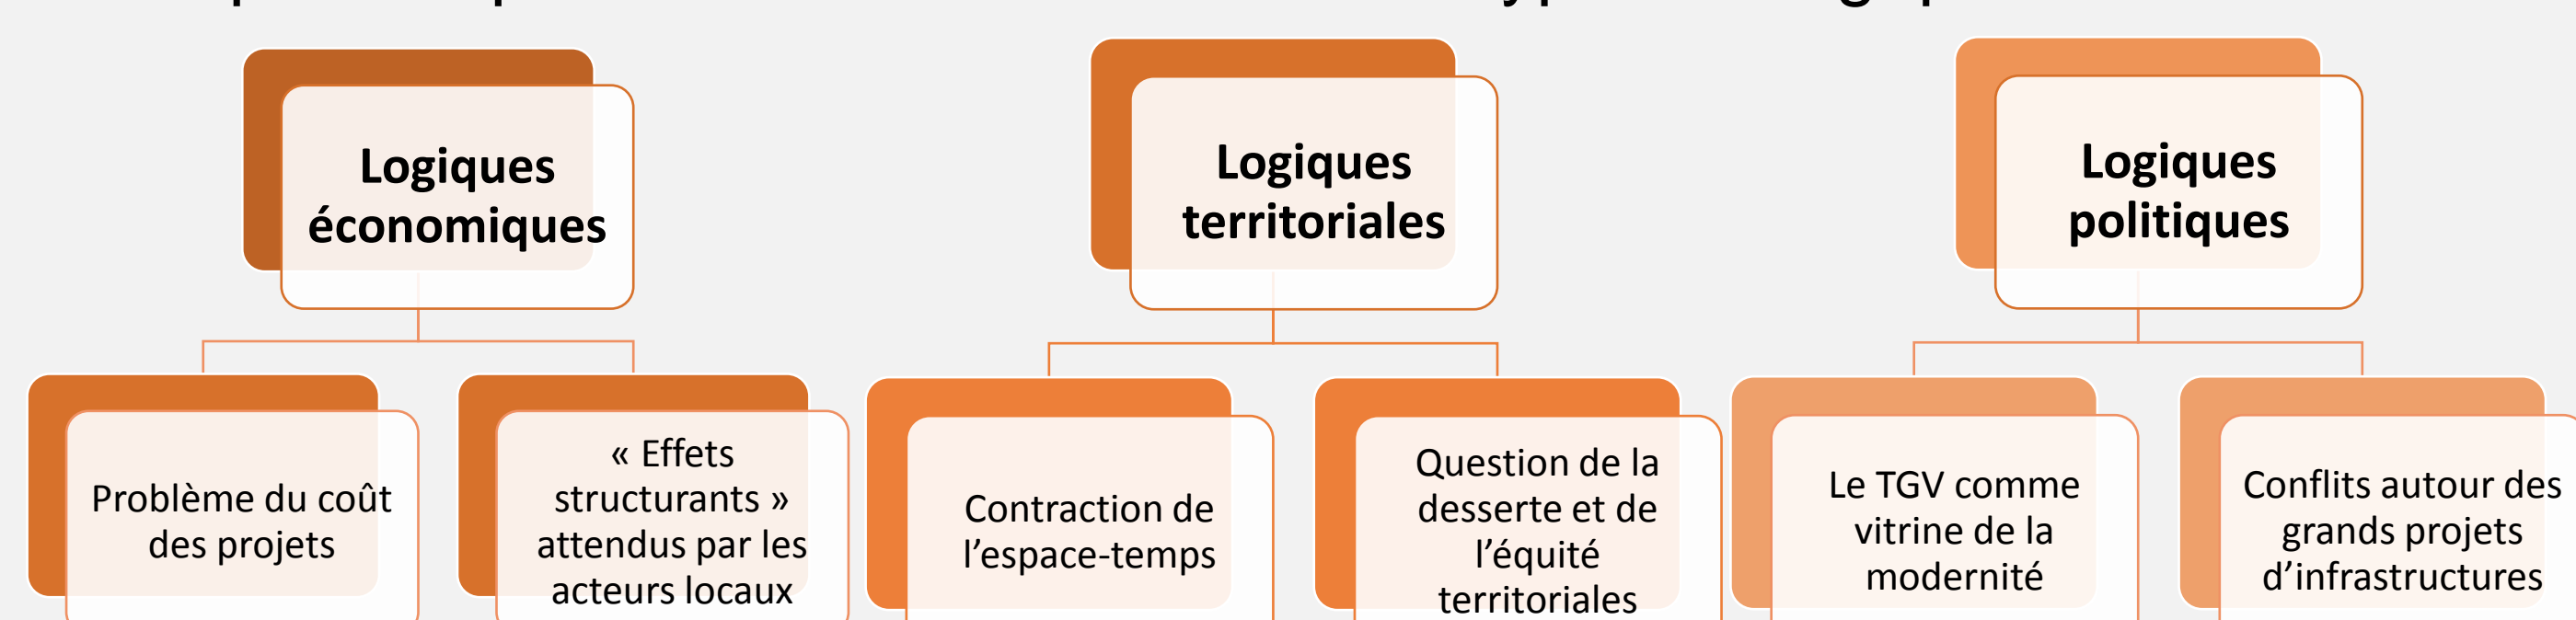 Logiques
économiques
Logiques
territoriales
Logiques
politiques
Problème du coût
des projets
« Effets
structurants »
attendus par les
acteurs locaux
Contraction de
l’espace-temps
Question de la
desserte et de
l’équité
territoriales
Le TGV comme
vitrine de la
modernité
Conflits autour des
grands projets
d’infrastructures